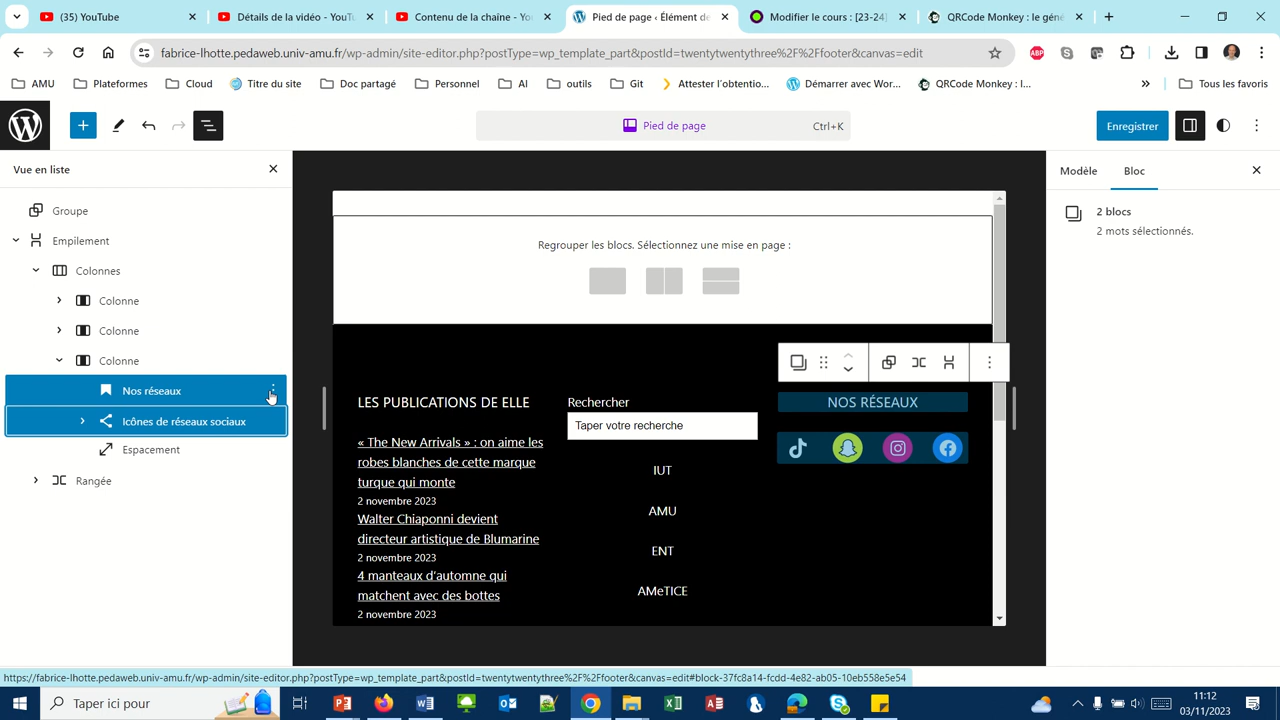 (35) YouTube
Détails de la vidéo - YouTu
Contenu de la chaîne - YouT
Pied de page ‹ Élément de
Modifier le cours : [23-24]
QRCode Monkey : le géné
fabrice-lhotte.pedaweb.univ-amu.fr/wp-admin/site-editor.php?postType=wp_template_part&postId=twentytwentythree%2F%2Ffooter&canvas=edit
ABP
AMU
Plateformes
Cloud
Titre du site
Doc partagé
Personnel
AI
outils
Git
Attester l'obtention...
Démarrer avec Wor...
QRCode Monkey : l...
»
Tous les favoris
Pied de page
Ctrl+K
Enregistrer
Vue en liste
Modèle
Bloc
Groupe
2 blocs
2 mots sélectionnés.
Empilement
Regrouper les blocs. Sélectionnez une mise en page :
Colonnes
Colonne
Colonne
Colonne
Nos réseaux
Icônes de réseaux sociaux
Espacement
Rangée
LES PUBLICATIONS DE ELLE
« The New Arrivals » : on aime les
robes blanches de cette marque
turque qui monte
2 novembre 2023
Walter Chiaponni devient
directeur artistique de Blumarine
2 novembre 2023
4 manteaux d'automne qui
matchent avec des bottes
2 novembre 2023
Rechercher
Taper votre recherche
IUT
AMU
ENT
AMeTICE
NOS RÉSEAUX
https://fabrice-lhotte.pedaweb.univ-amu.fr/wp-admin/site-editor.php?postType=wp_template_part&postId=twentytwentythree%2F%2Ffooter&canvas=edit#block-37fc8a14-fcdd-4e82-ab05-10eb558e5e54
Taper ici pour
11:12
03/11/2023